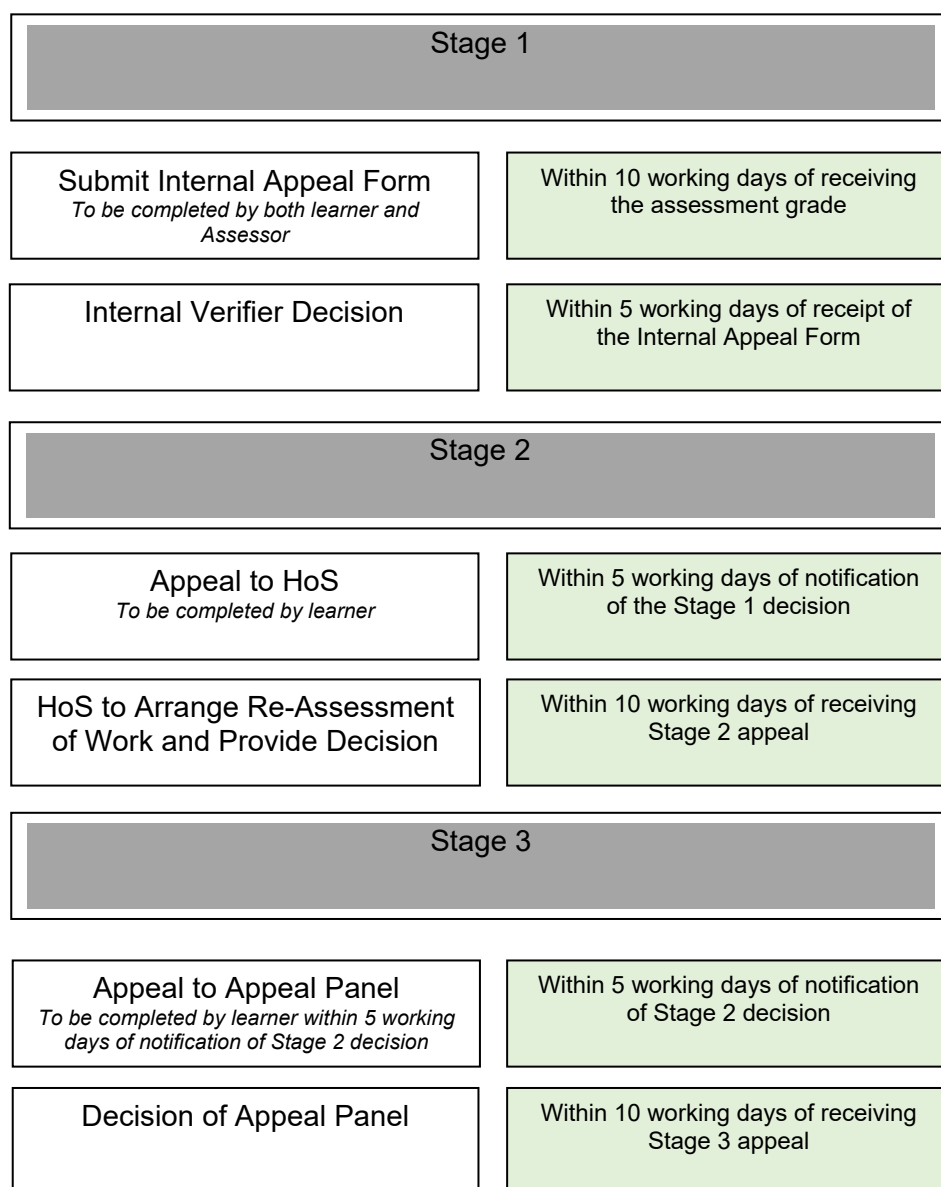 Stage 1
Submit Internal Appeal Form
To be completed by both learner and
Assessor
Within 10 working days of receiving
the assessment grade
Internal Verifier Decision
Within 5 working days of receipt of
the Internal Appeal Form
Stage 2
Appeal to HoS
To be completed by learner
Within 5 working days of notification
of the Stage 1 decision
HoS to Arrange Re-Assessment
of Work and Provide Decision
Within 10 working days of receiving
Stage 2 appeal
Stage 3
Appeal to Appeal Panel
To be completed by learner within 5 working
days of notification of Stage 2 decision
Within 5 working days of notification
of Stage 2 decision
Decision of Appeal Panel
Within 10 working days of receiving
Stage 3 appeal